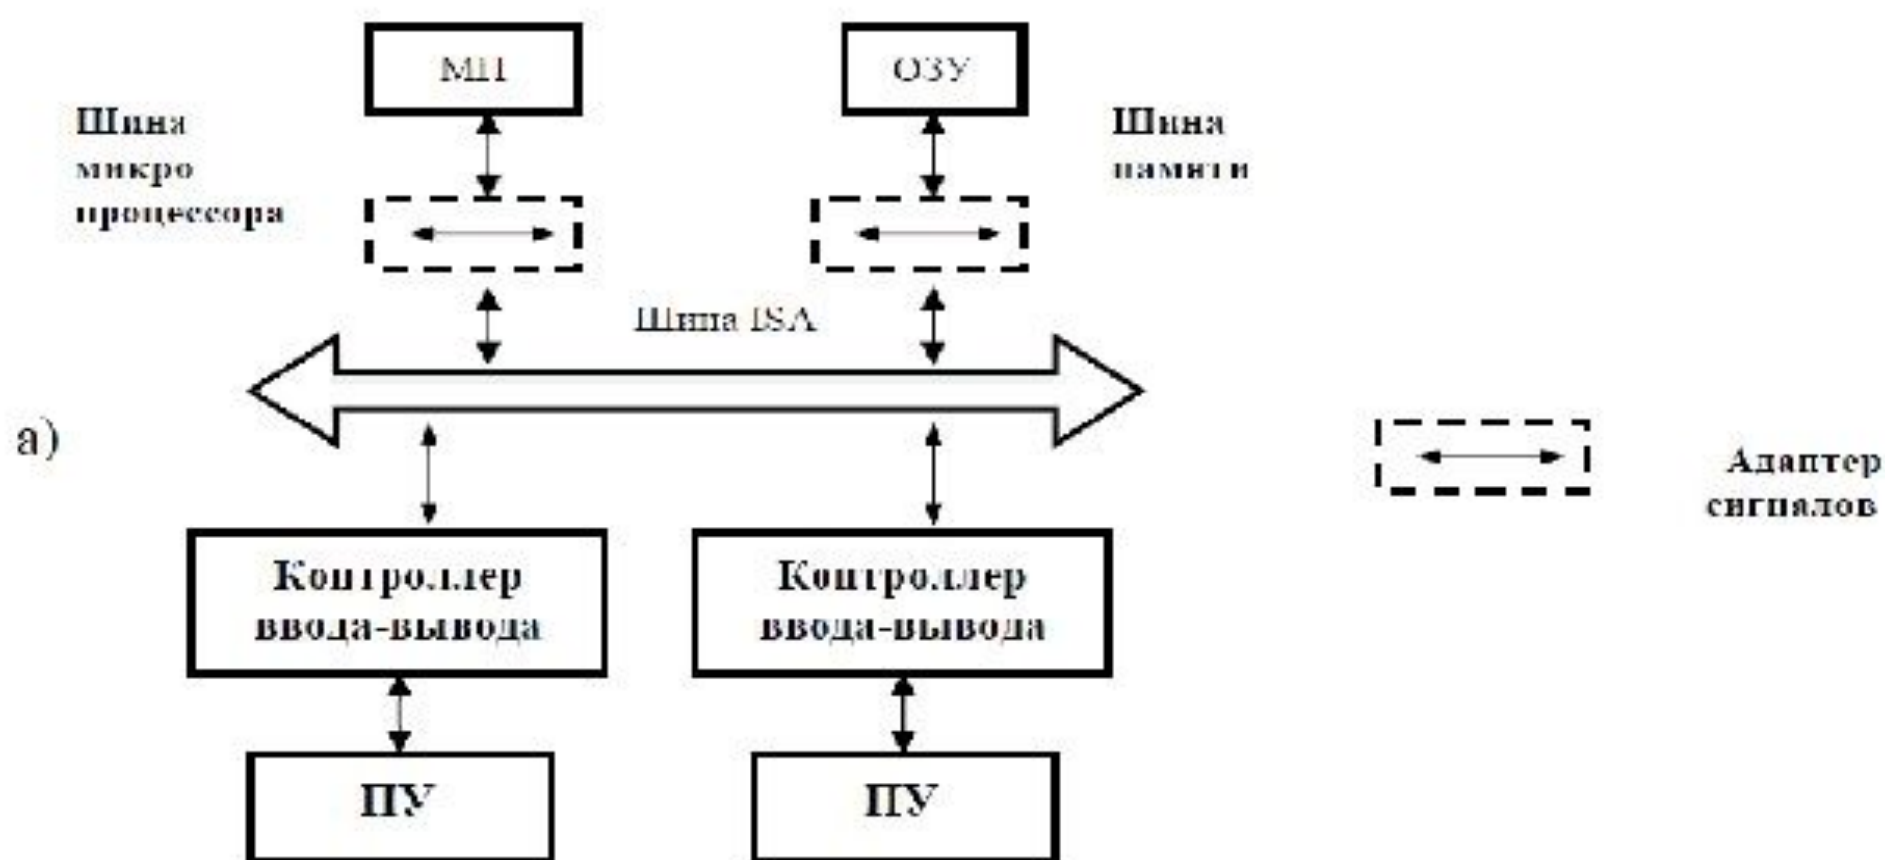 МП
ОЗУ
Шина
микро
процессора
Шина
памяти
Шина ISA
а)
Адаптер
сигналов
Контроллер
ввода-вывода
Контроллер
ввода-вывода
ПУ
ПУ